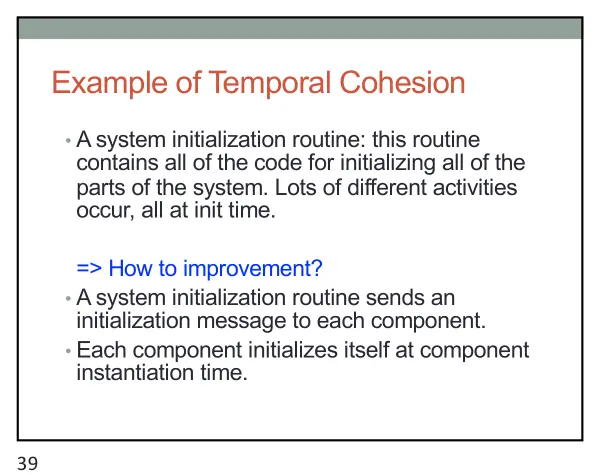 Example of Temporal Cohesion
• A system initialization routine: this routine
contains all of the code for initializing all of the
parts of the system. Lots of different activities
occur, all at init time.
=> How to improvement?
• A system initialization routine sends an
initialization message to each component.
• Each component initializes itself at component
instantiation time.
39